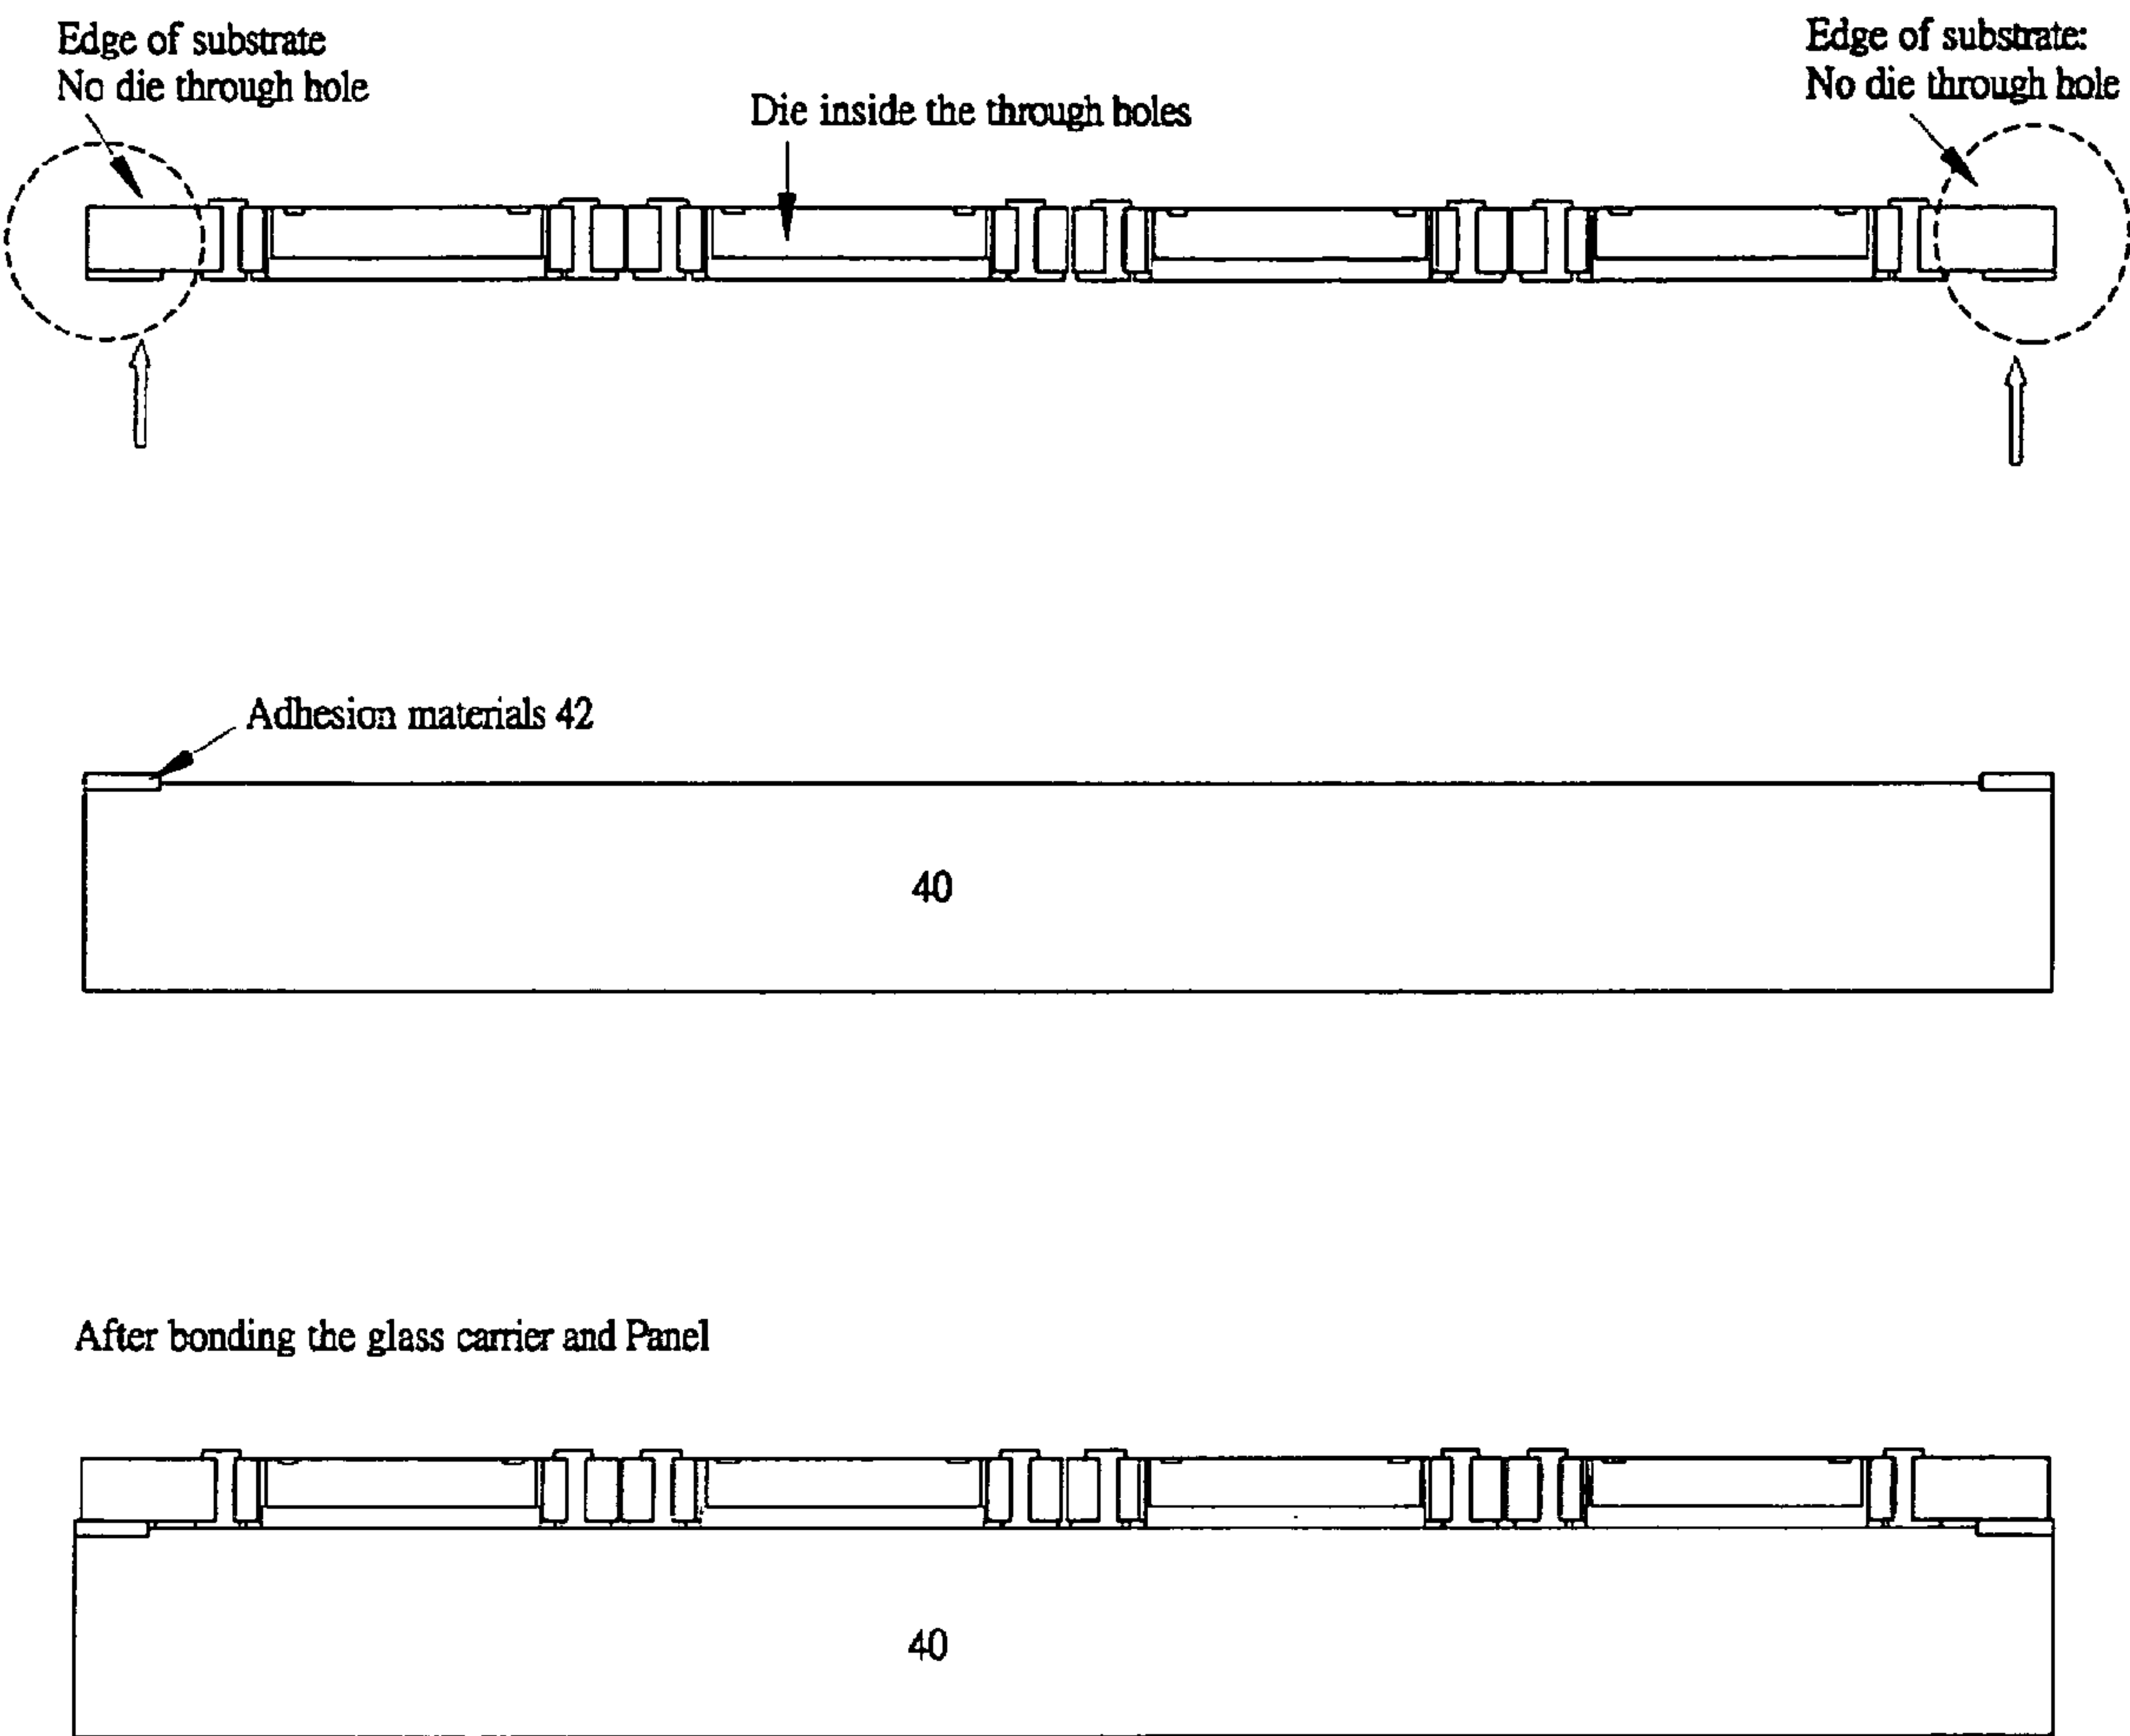 Edge of substrate
No die through hole
Edge of substrate:
No die through hole
Die inside the through holes
Adhesion materials 42
40
After bonding the glass carrier and Panel
40